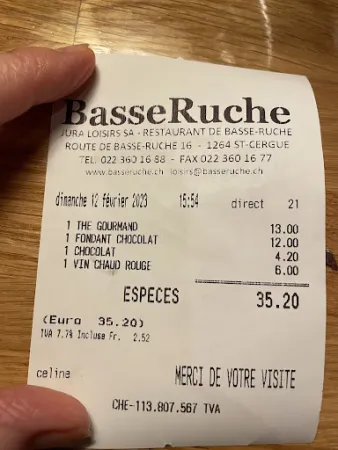 BasseRuche
JURA LOISIRS SA - RESTAURANT DE BASSE-RUCHE
ROUTE DE BASSE-RUCHE 16 - 1264 ST-CERGUE
TEL. 022 360 16 88 - FAX 022 360 16 77
www.basseruche.ch loisirs@basseruche.ch
dimanche 12 février 2023 15:54 direct 21
1 THE GOURMAND 13.00
1 FONDANT CHOCOLAT 12.00
1 CHOCOLAT 4.20
1 VIN CHAUD ROUGE 6.00
ESPECES 35.20
(Euro 35.20)
TVA 7.7% Incluse Fr. 2.52
celine MERCI DE VOTRE VISITE
CHE-113.807.567 TVA